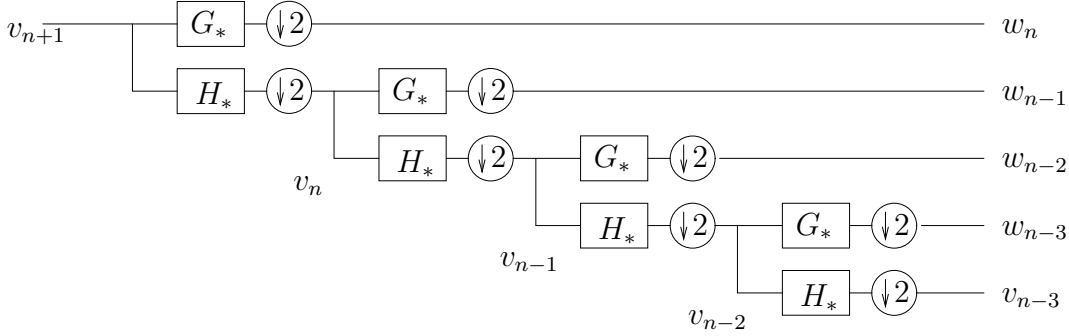 v_{n+1} G_* ↓2 w_n
H_* ↓2 G_* ↓2 w_{n−1}
v_n H_* ↓2 G_* ↓2 w_{n−2}
v_{n−1} H_* ↓2 G_* ↓2 w_{n−3}
v_{n−2} H_* ↓2 v_{n−3}